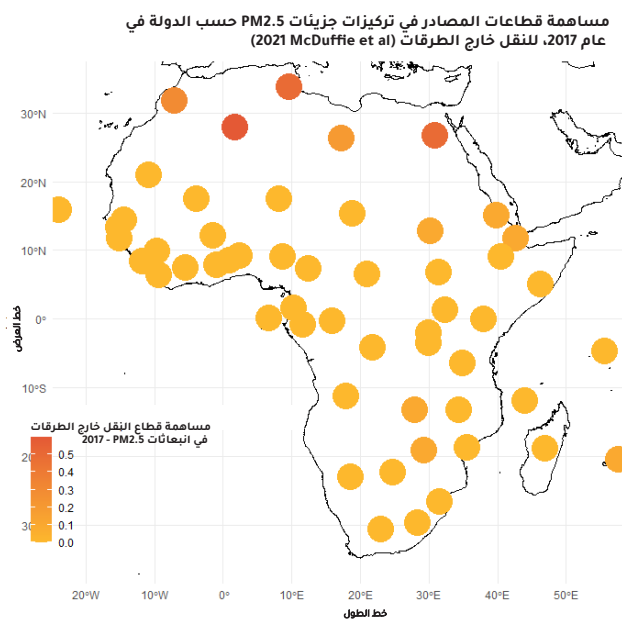 مساهمة قطاعات المصادر في تركيزات جزيئات PM2.5 حسب الدولة في
عام 2017، للنقل خارج الطرقات (McDuffie et al 2021)
30°N
20°N
10°N
0°
10°S
20
30
خط العرض
مساهمة قطاع النقل خارج الطرقات
في انبعاثات PM2.5 - 2017
0.5
0.4
0.3
0.2
0.1
0.0
20°W
10°W
0°
10°E
20°E
30°E
40°E
50°E
خط الطول